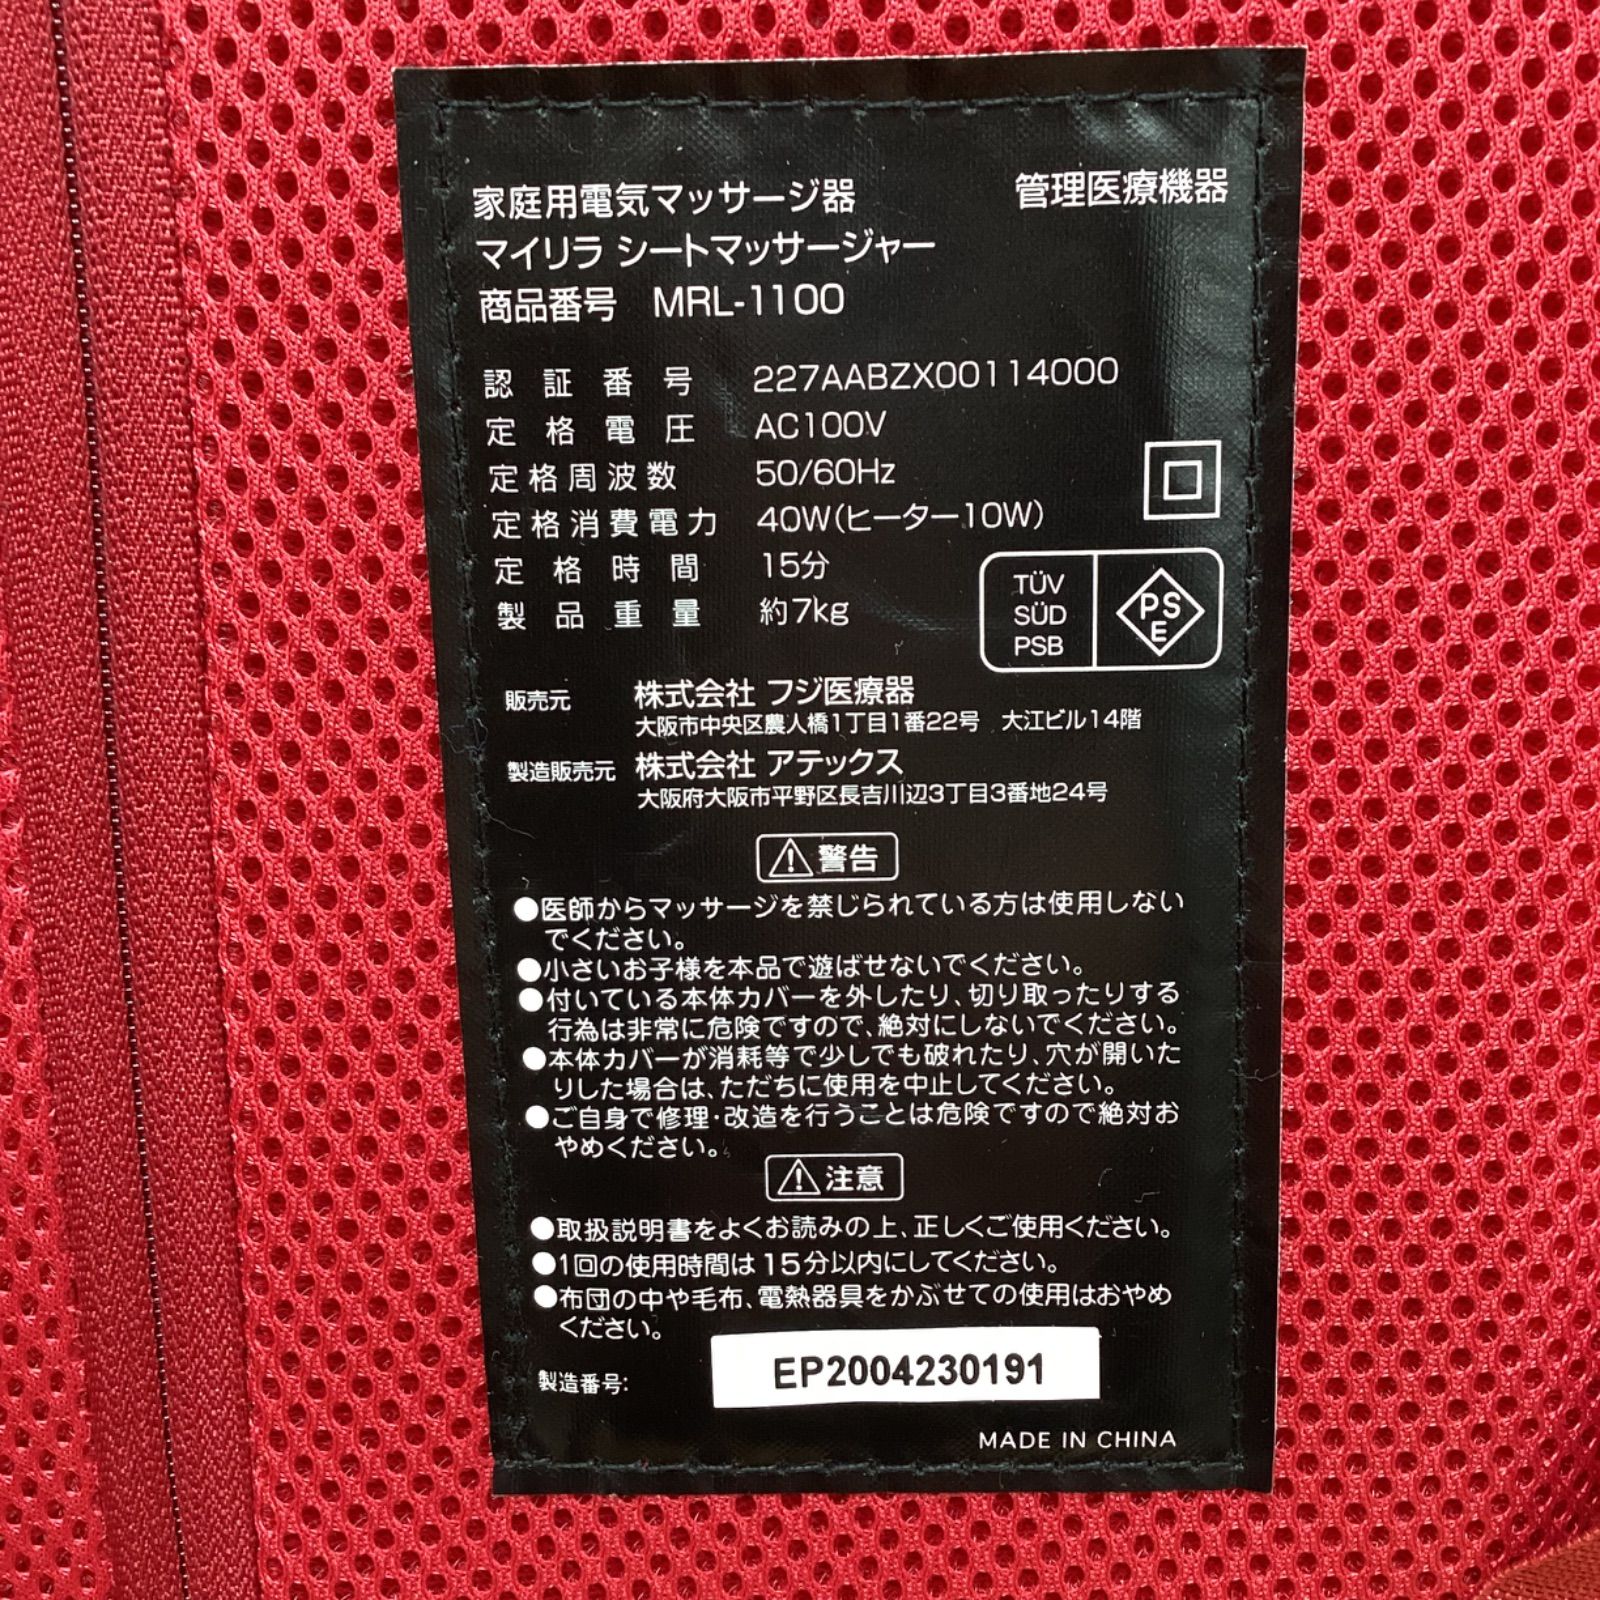 家庭用電気マッサージ器 管理医療機器
マイリラ シートマッサージャー
商品番号 MRL-1100
認証番号 227AABZX00114000
定格電圧 AC100V
定格周波数 50/60Hz
定格消費電力 40W(ヒーター10W)
定格時間 15分
製品重量 約7kg
TÜV
SÜD
PSB
PS
E
販売元 株式会社 フジ医療器
大阪市中央区農人橋1丁目1番22号 大江ビル14階
製造販売元 株式会社 アテックス
大阪府大阪市平野区長吉川辺3丁目3番地24号
警告
●医師からマッサージを禁じられている方は使用しない
でください。
●小さいお子様を本品で遊ばせないでください。
●付いている本体カバーを外したり、切り取ったりする
行為は非常に危険ですので、絶対にしないでください。
●本体カバーが消耗等で少しでも破れたり、穴が開いた
りした場合は、ただちに使用を中止してください。
●ご自身で修理・改造を行うことは危険ですので絶対お
やめください。
注意
●取扱説明書をよくお読みの上、正しくご使用ください。
●1回の使用時間は15分以内にしてください。
●布団の中や毛布、電熱器具をかぶせての使用はおやめ
ください。
製造番号: EP2004230191
MADE IN CHINA